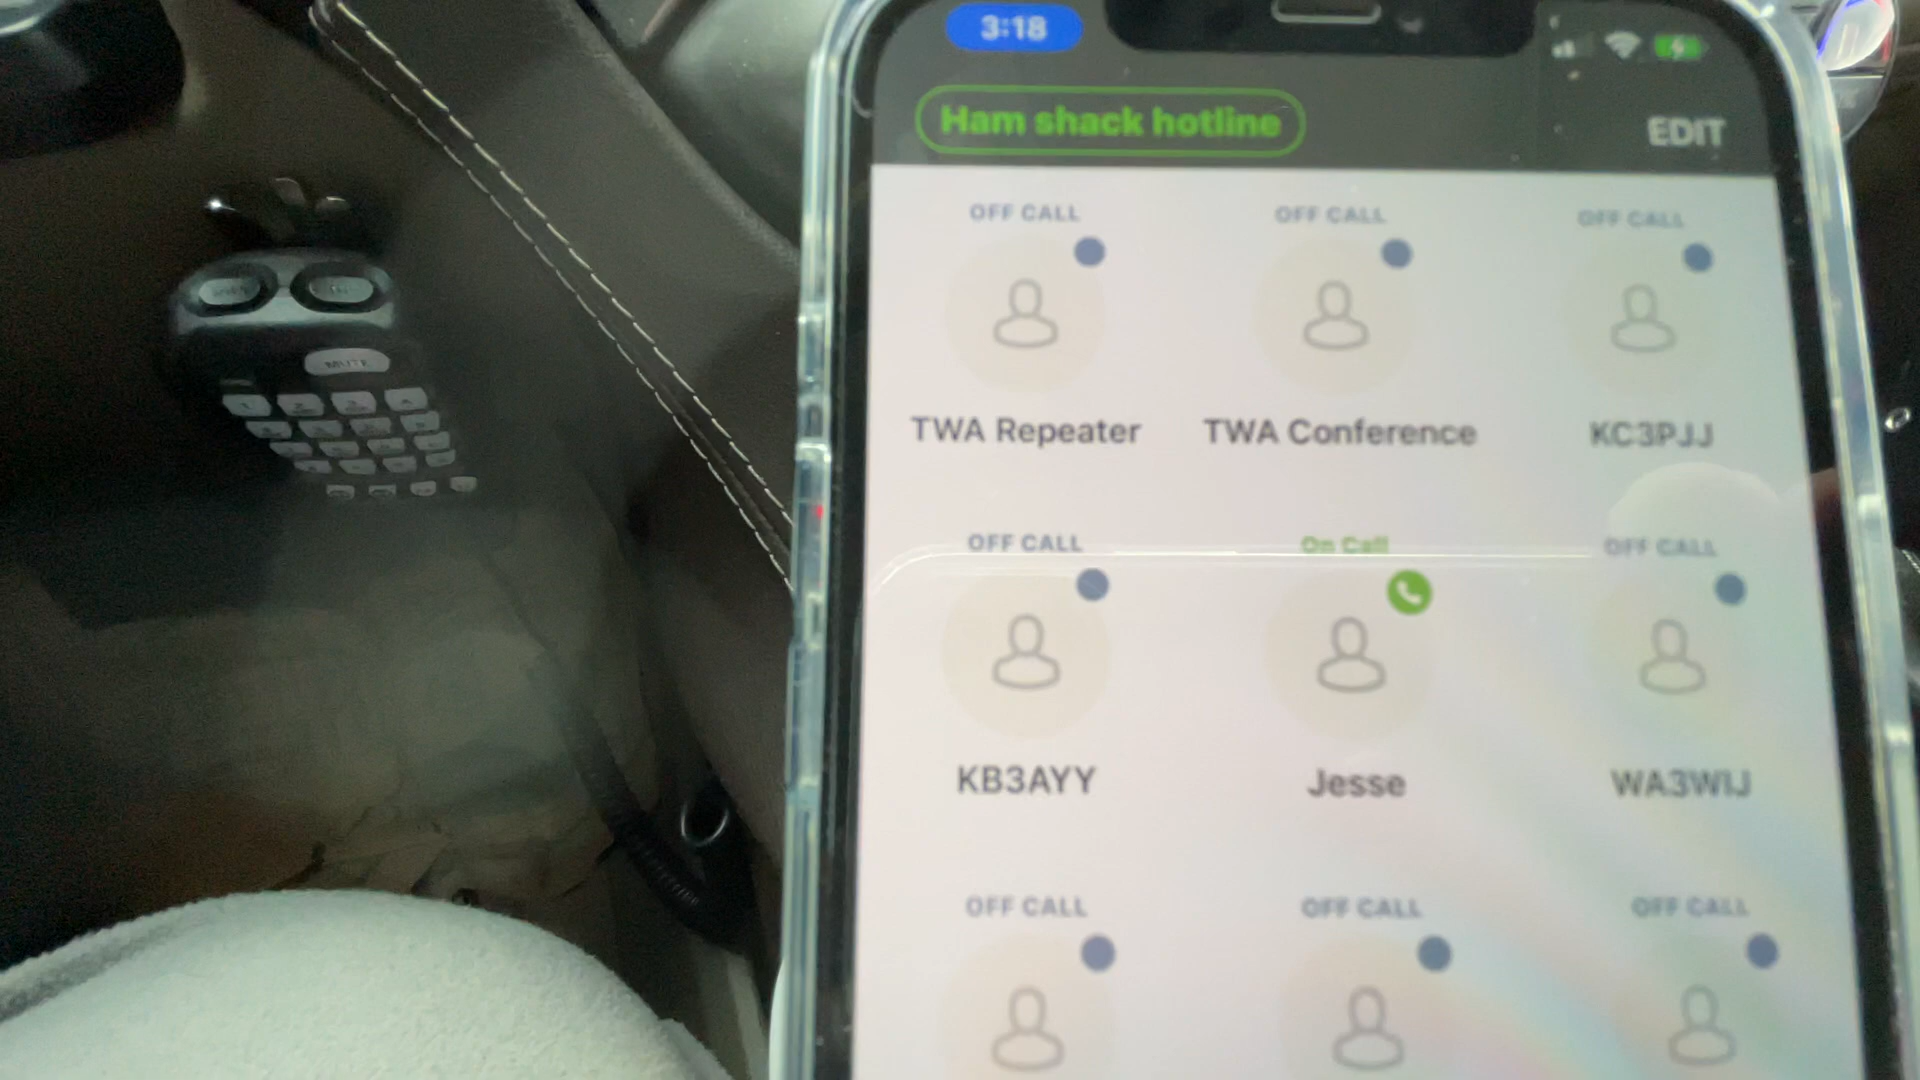 3:18
Ham shack hotline
EDIT
OFF CALL OFF CALL OFF CALL
TWA Repeater TWA Conference KC3PJJ
OFF CALL On Call OFF CALL
KB3AYY Jesse WA3WIJ
OFF CALL OFF CALL OFF CALL
MUTE